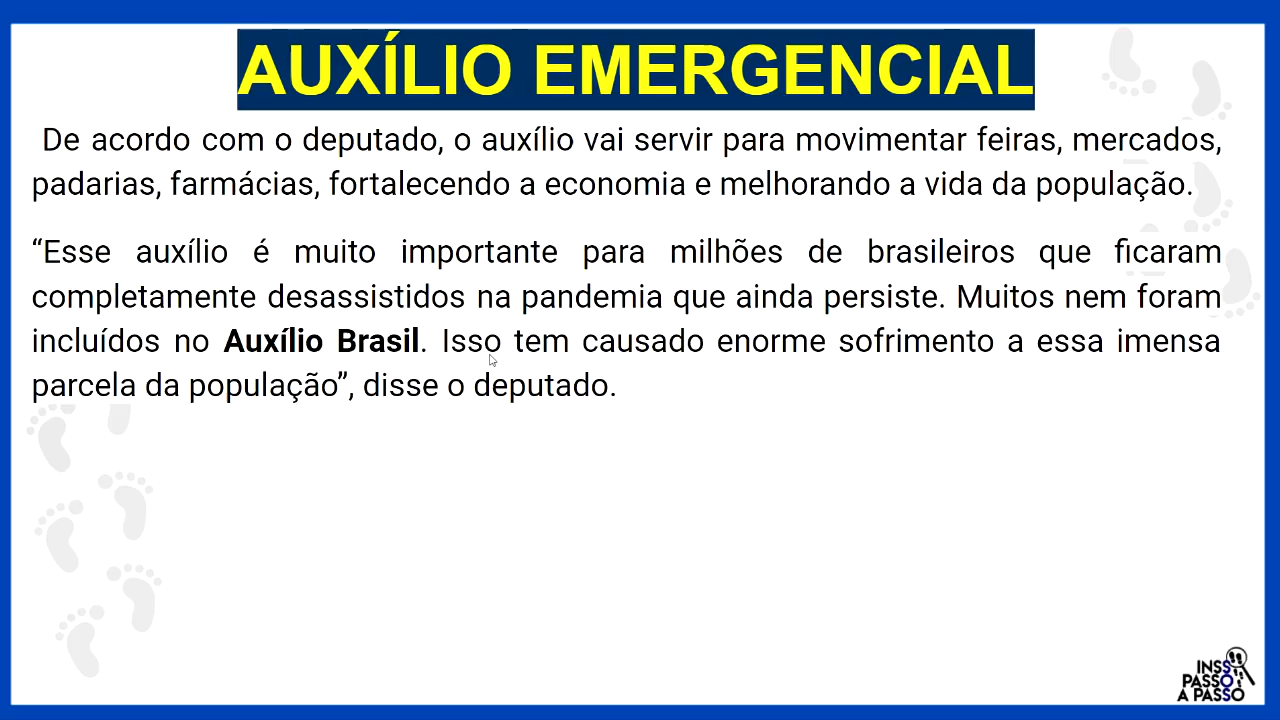 AUXÍLIO EMERGENCIAL
De acordo com o deputado, o auxílio vai servir para movimentar feiras, mercados,
padarias, farmácias, fortalecendo a economia e melhorando a vida da população.
“Esse auxílio é muito importante para milhões de brasileiros que ficaram
completamente desassistidos na pandemia que ainda persiste. Muitos nem foram
incluídos no Auxílio Brasil. Isso tem causado enorme sofrimento a essa imensa
parcela da população”, disse o deputado.
INSS
PASSO
A PASSO